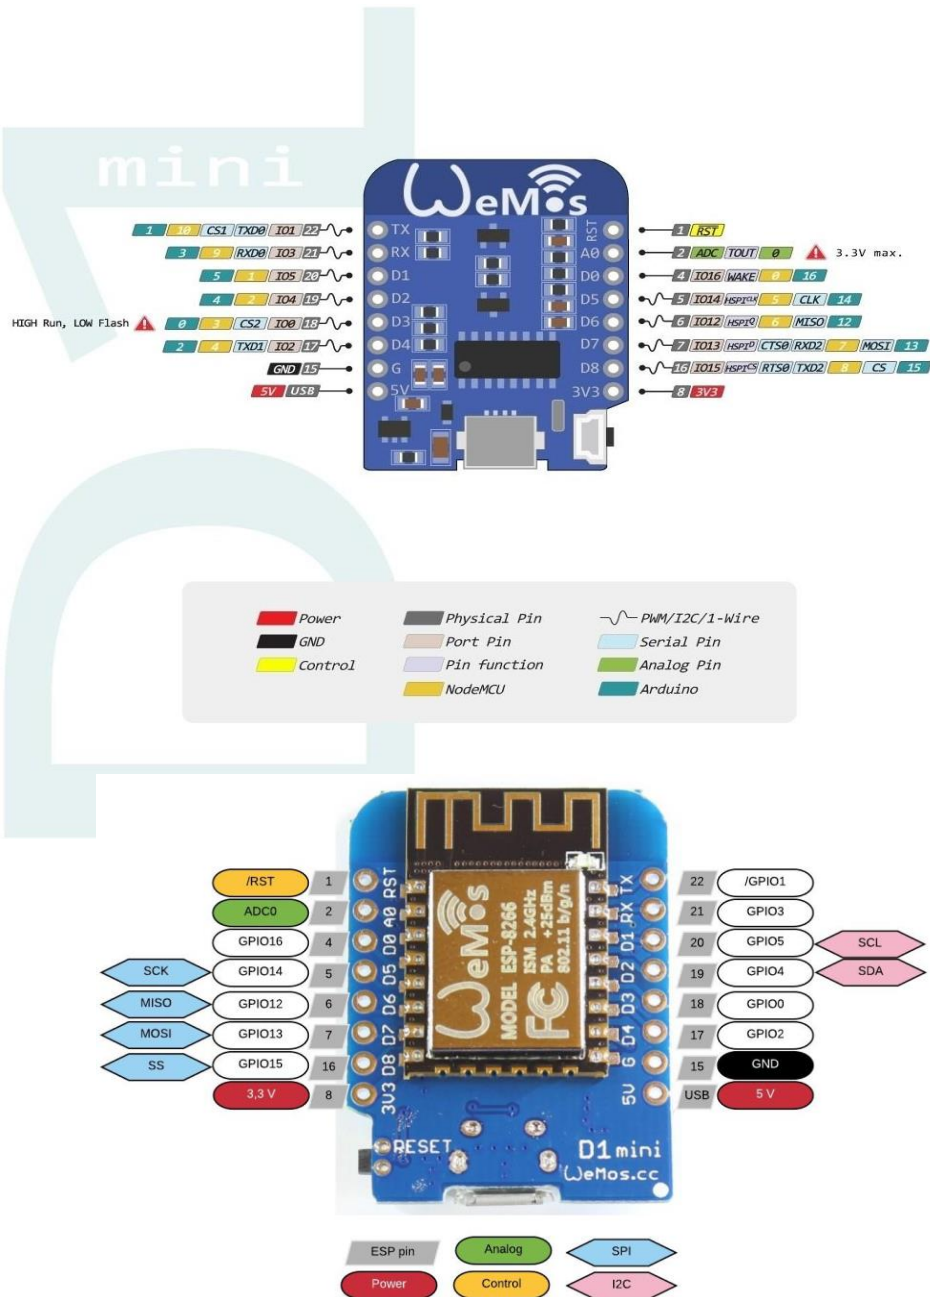 mini
D1
WeMos
1 10 CS1 TXD0 IO1 22 TX RST 1 RST
3 9 RXD0 IO3 21 RX A0 2 ADC TOUT 0 3.3V max.
5 1 IO5 20 D1 D0 4 IO16 WAKE 0 16
4 2 IO4 19 D2 D5 5 IO14 HSPICLK 5 CLK 14
HIGH Run, LOW Flash 0 3 CS2 IO0 18 D3 D6 6 IO12 HSPIQ 6 MISO 12
2 4 TXD1 IO2 17 D4 D7 7 IO13 HSPID CTS0 RXD2 7 MOSI 13
GND 15 G D8 16 IO15 HSPICS RTS0 TXD2 8 CS 15
5V USB 5V 3V3 8 3V3
Power Physical Pin PWM/I2C/1-Wire
GND Port Pin Serial Pin
Control Pin function Analog Pin
NodeMCU Arduino
/RST 1 RST TX 22 /GPIO1
ADC0 2 A0 RX 21 GPIO3
GPIO16 4 D0 D1 20 GPIO5 SCL
SCK GPIO14 5 D5 D2 19 GPIO4 SDA
MISO GPIO12 6 D6 D3 18 GPIO0
MOSI GPIO13 7 D7 D4 17 GPIO2
SS GPIO15 16 D8 G 15 GND
3,3 V 8 3V3 5V USB 5 V
WeMos
MODEL ESP-8266
ISM 2.4GHz
PA +25dBm
802.11 b/g/n
FC
RESET
D1 mini
WeMos.cc
ESP pin Analog SPI
Power Control I2C